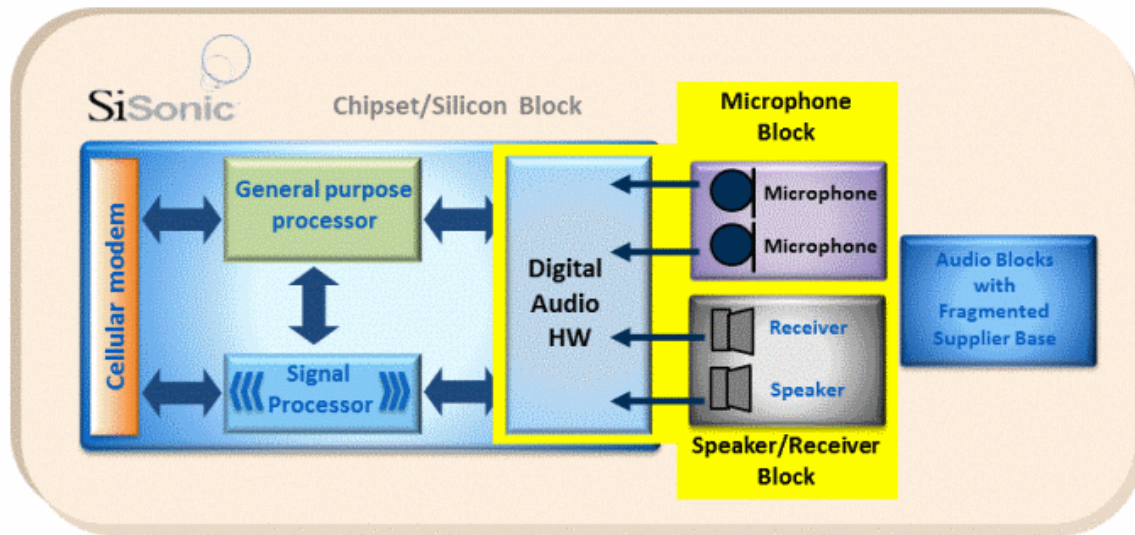 SiSonic
Chipset/Silicon Block
Microphone
Block
Cellular modem
General purpose
processor
Signal
Processor
Digital
Audio
HW
Microphone
Microphone
Receiver
Speaker
Speaker/Receiver
Block
Audio Blocks
with
Fragmented
Supplier Base